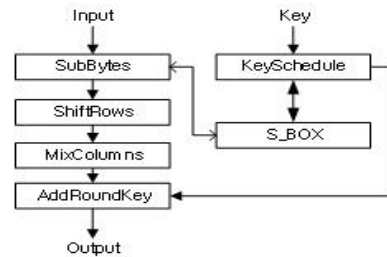 Input
SubBytes
ShiftRows
MixColumns
AddRoundKey
Output
Key
KeySchedule
S_BOX